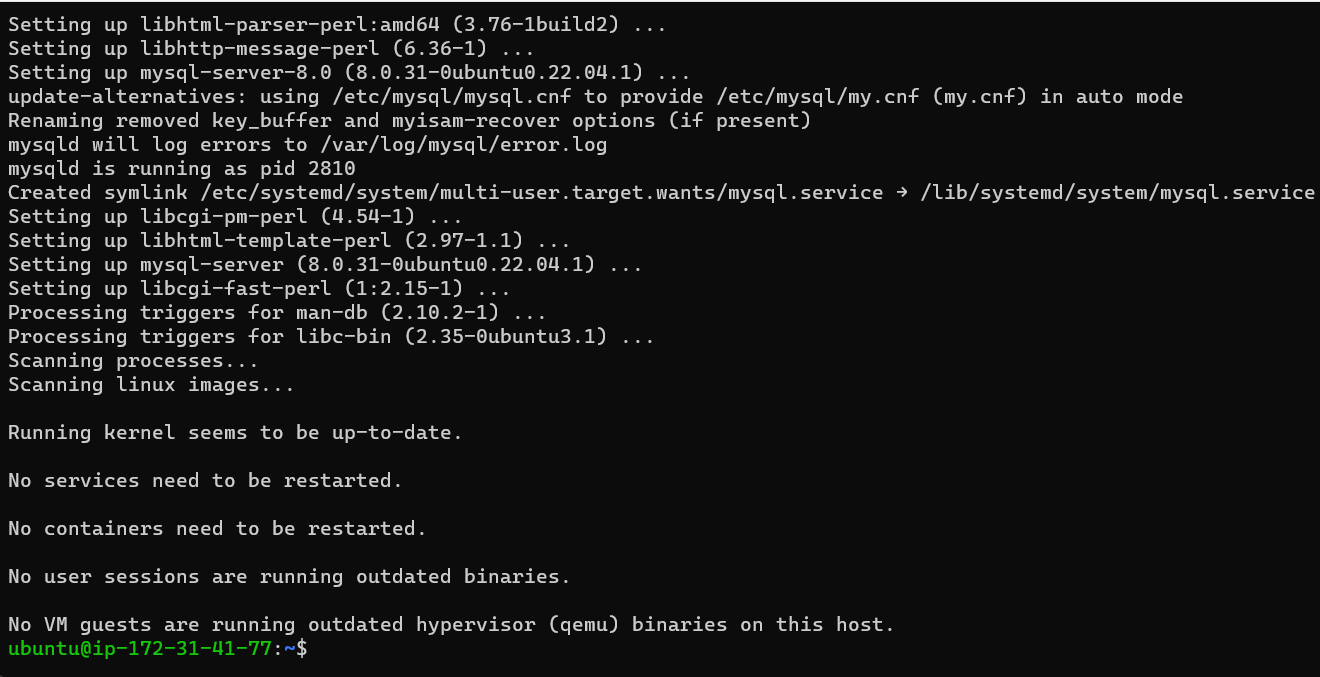 Setting up libhtml-parser-perl:amd64 (3.76-1build2) ...
Setting up libhttp-message-perl (6.36-1) ...
Setting up mysql-server-8.0 (8.0.31-0ubuntu0.22.04.1) ...
update-alternatives: using /etc/mysql/mysql.cnf to provide /etc/mysql/my.cnf (my.cnf) in auto mode
Renaming removed key_buffer and myisam-recover options (if present)
mysqld will log errors to /var/log/mysql/error.log
mysqld is running as pid 2810
Created symlink /etc/systemd/system/multi-user.target.wants/mysql.service → /lib/systemd/system/mysql.service
Setting up libcgi-pm-perl (4.54-1) ...
Setting up libhtml-template-perl (2.97-1.1) ...
Setting up mysql-server (8.0.31-0ubuntu0.22.04.1) ...
Setting up libcgi-fast-perl (1:2.15-1) ...
Processing triggers for man-db (2.10.2-1) ...
Processing triggers for libc-bin (2.35-0ubuntu3.1) ...
Scanning processes...
Scanning linux images...
Running kernel seems to be up-to-date.
No services need to be restarted.
No containers need to be restarted.
No user sessions are running outdated binaries.
No VM guests are running outdated hypervisor (qemu) binaries on this host.
ubuntu@ip-172-31-41-77:~$